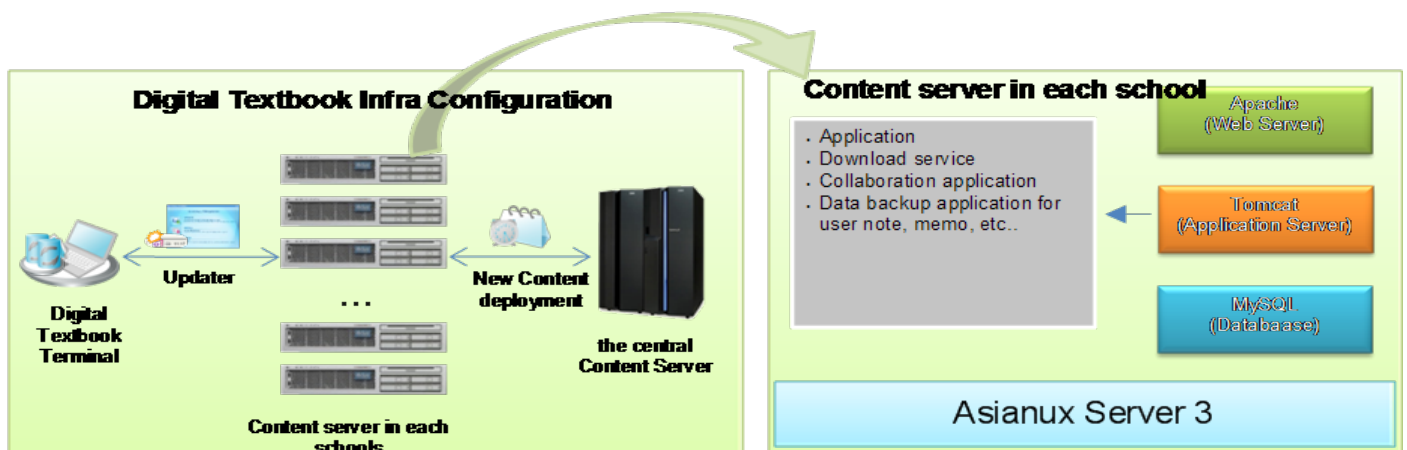 Digital Textbook Infra Configuration
Updater
New Content
deployment
Digital
Textbook
Terminal
...
the central
Content Server
Content server in each
schools
Content server in each school
. Application
. Download service
. Collaboration application
. Data backup application for
user note, memo, etc..
Apache
(Web Server)
Tomcat
(Application Server)
MySQL
(Databaase)
Asianux Server 3